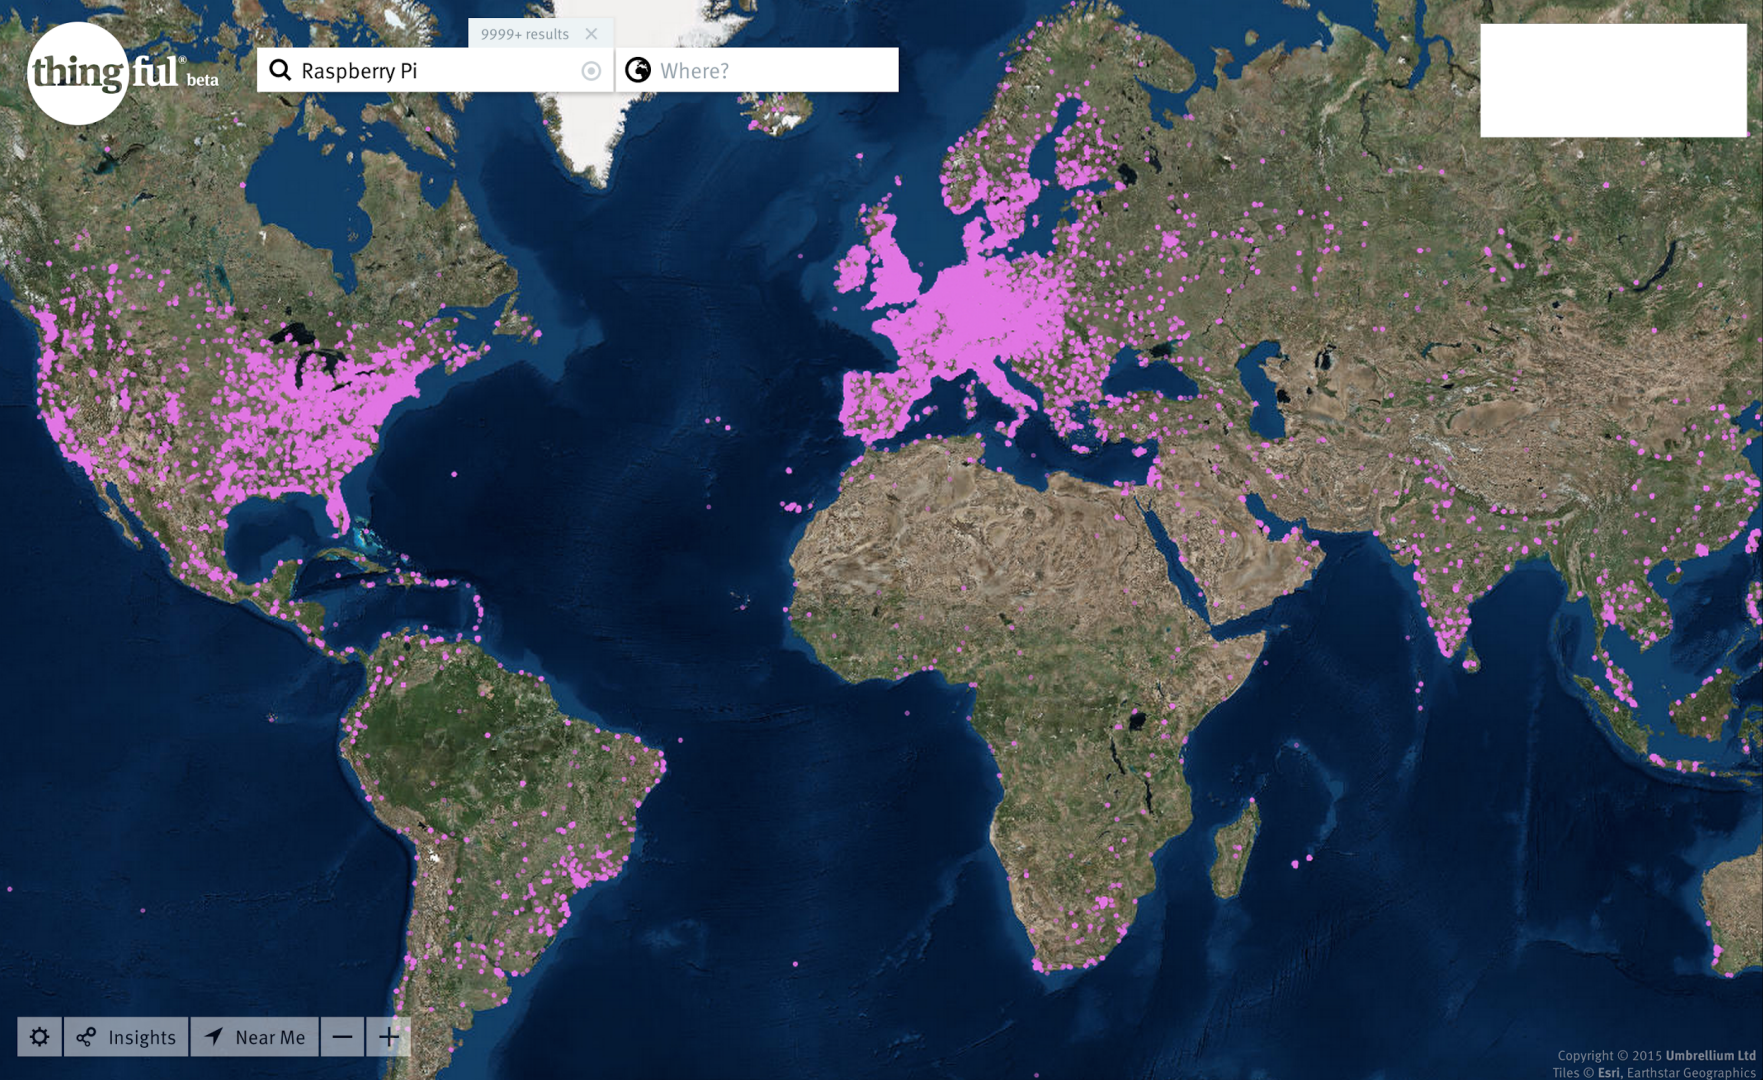 9999+ results ×
thingful® beta
Raspberry Pi
Where?
Insights
Near Me
Copyright © 2015 Umbrellium Ltd
Tiles © Esri, Earthstar Geographics